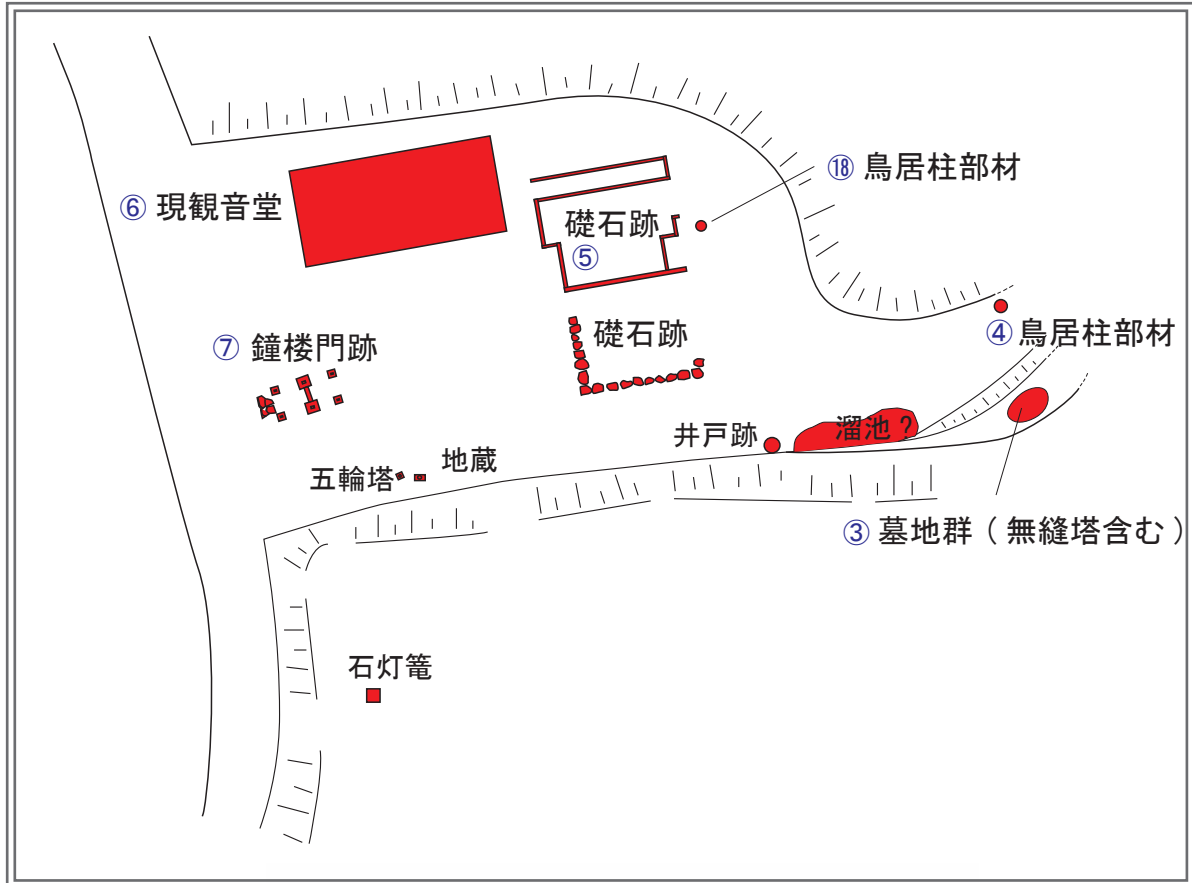 ⑱ 鳥居柱部材
⑥ 現観音堂
礎石跡
⑤
④ 鳥居柱部材
礎石跡
⑦ 鐘楼門跡
井戸跡
溜池?
地蔵
五輪塔
③ 墓地群(無縫塔含む)
石灯篭